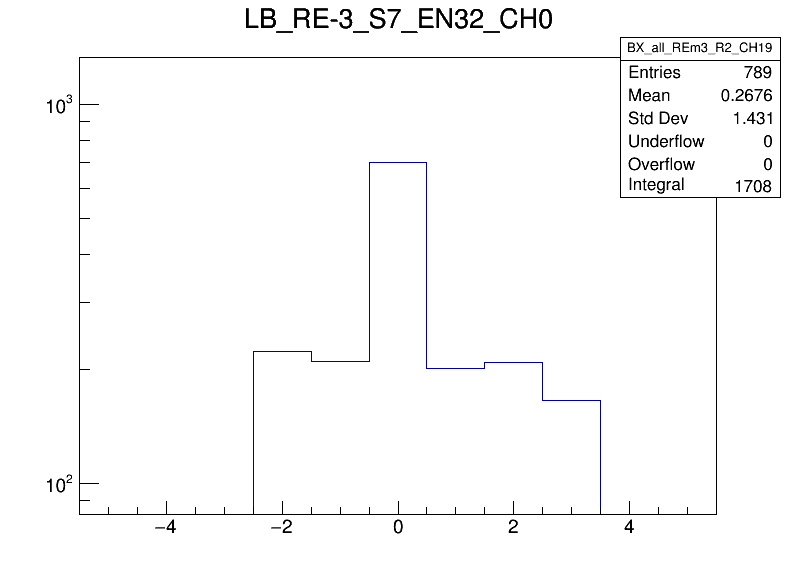 LB_RE-3_S7_EN32_CH0
BX_all_REm3_R2_CH19
Entries 789
Mean 0.2676
Std Dev 1.431
Underflow 0
Overflow 0
Integral 1708
10³
10²
−4 −2 0 2 4